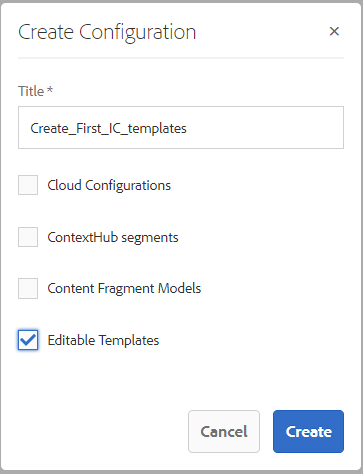 Create Configuration
Title *
Create_First_IC_templates
Cloud Configurations
ContextHub segments
Content Fragment Models
Editable Templates
Cancel Create